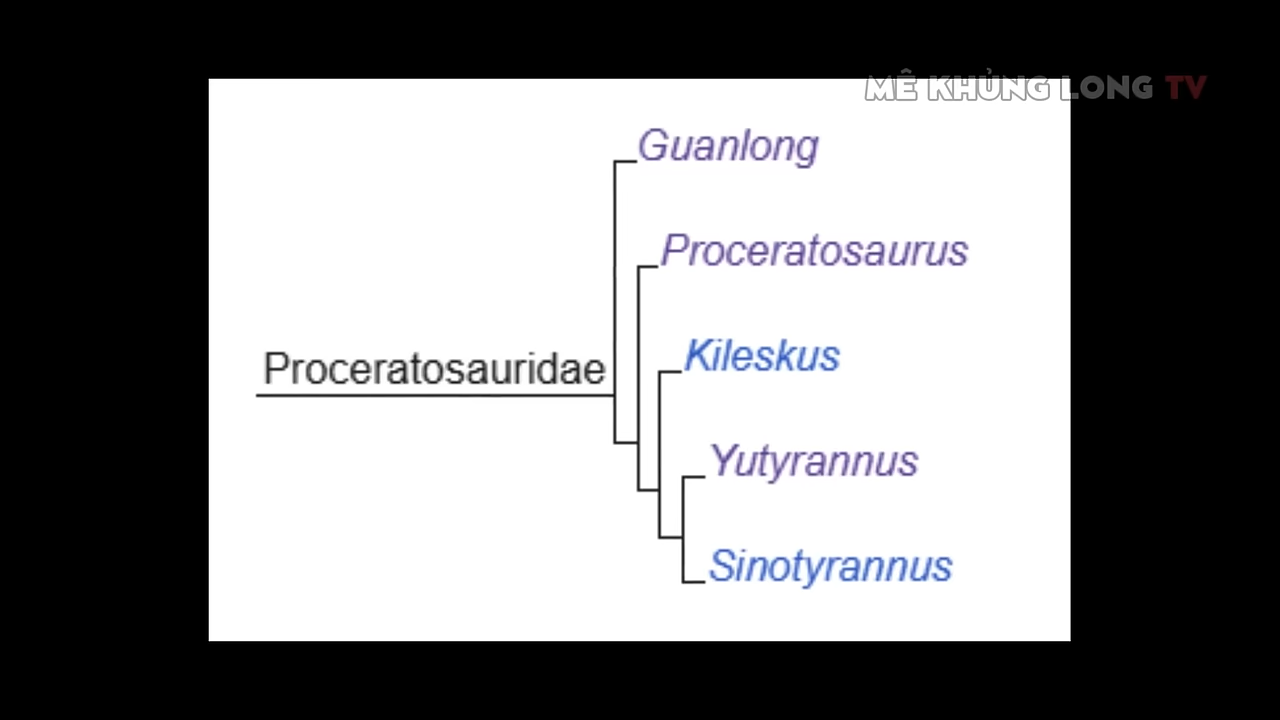 MÊ KHỦNG LONG TV
Guanlong
Proceratosaurus
Kileskus
Proceratosauridae
Yutyrannus
Sinotyrannus